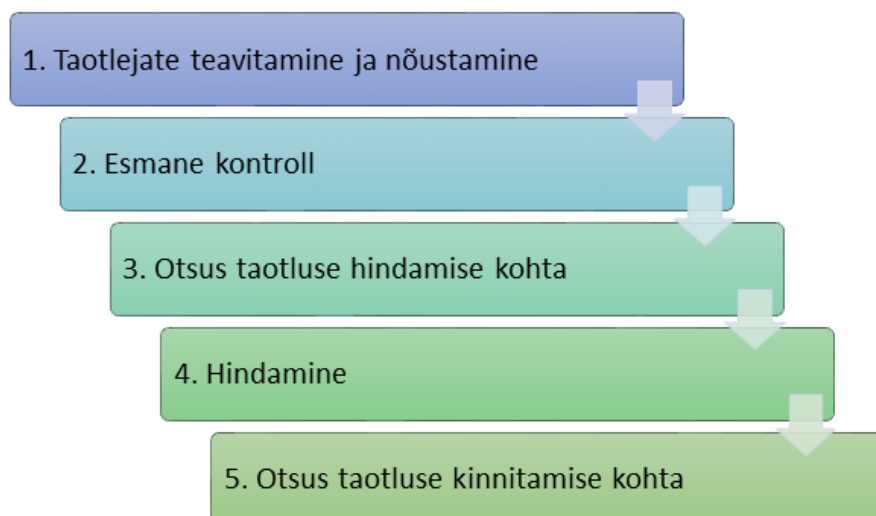 1. Taotlejate teavitamine ja nõustamine
2. Esmane kontroll
3. Otsus taotluse hindamise kohta
4. Hindamine
5. Otsus taotluse kinnitamise kohta